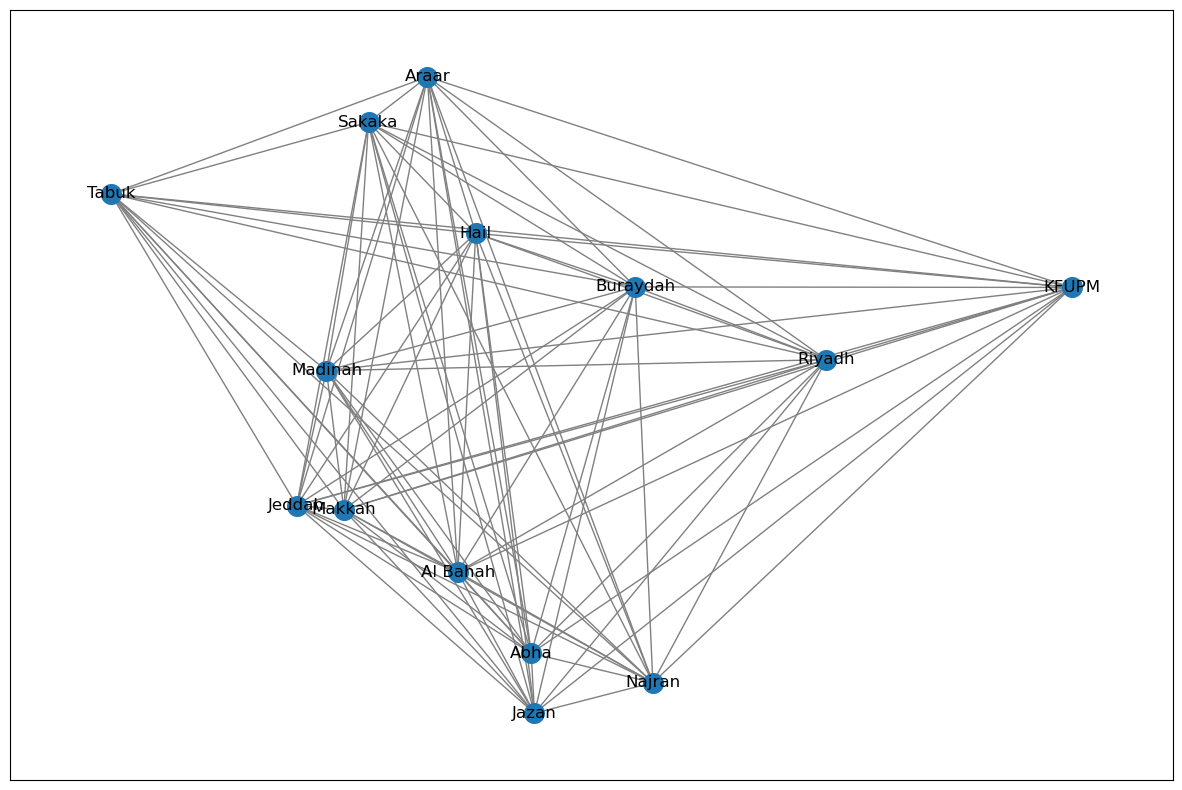 Araar
Sakaka
Tabuk
Hail
Buraydah
KFUPM
Riyadh
Madinah
Jeddah
Makkah
Al Bahah
Abha
Najran
Jazan